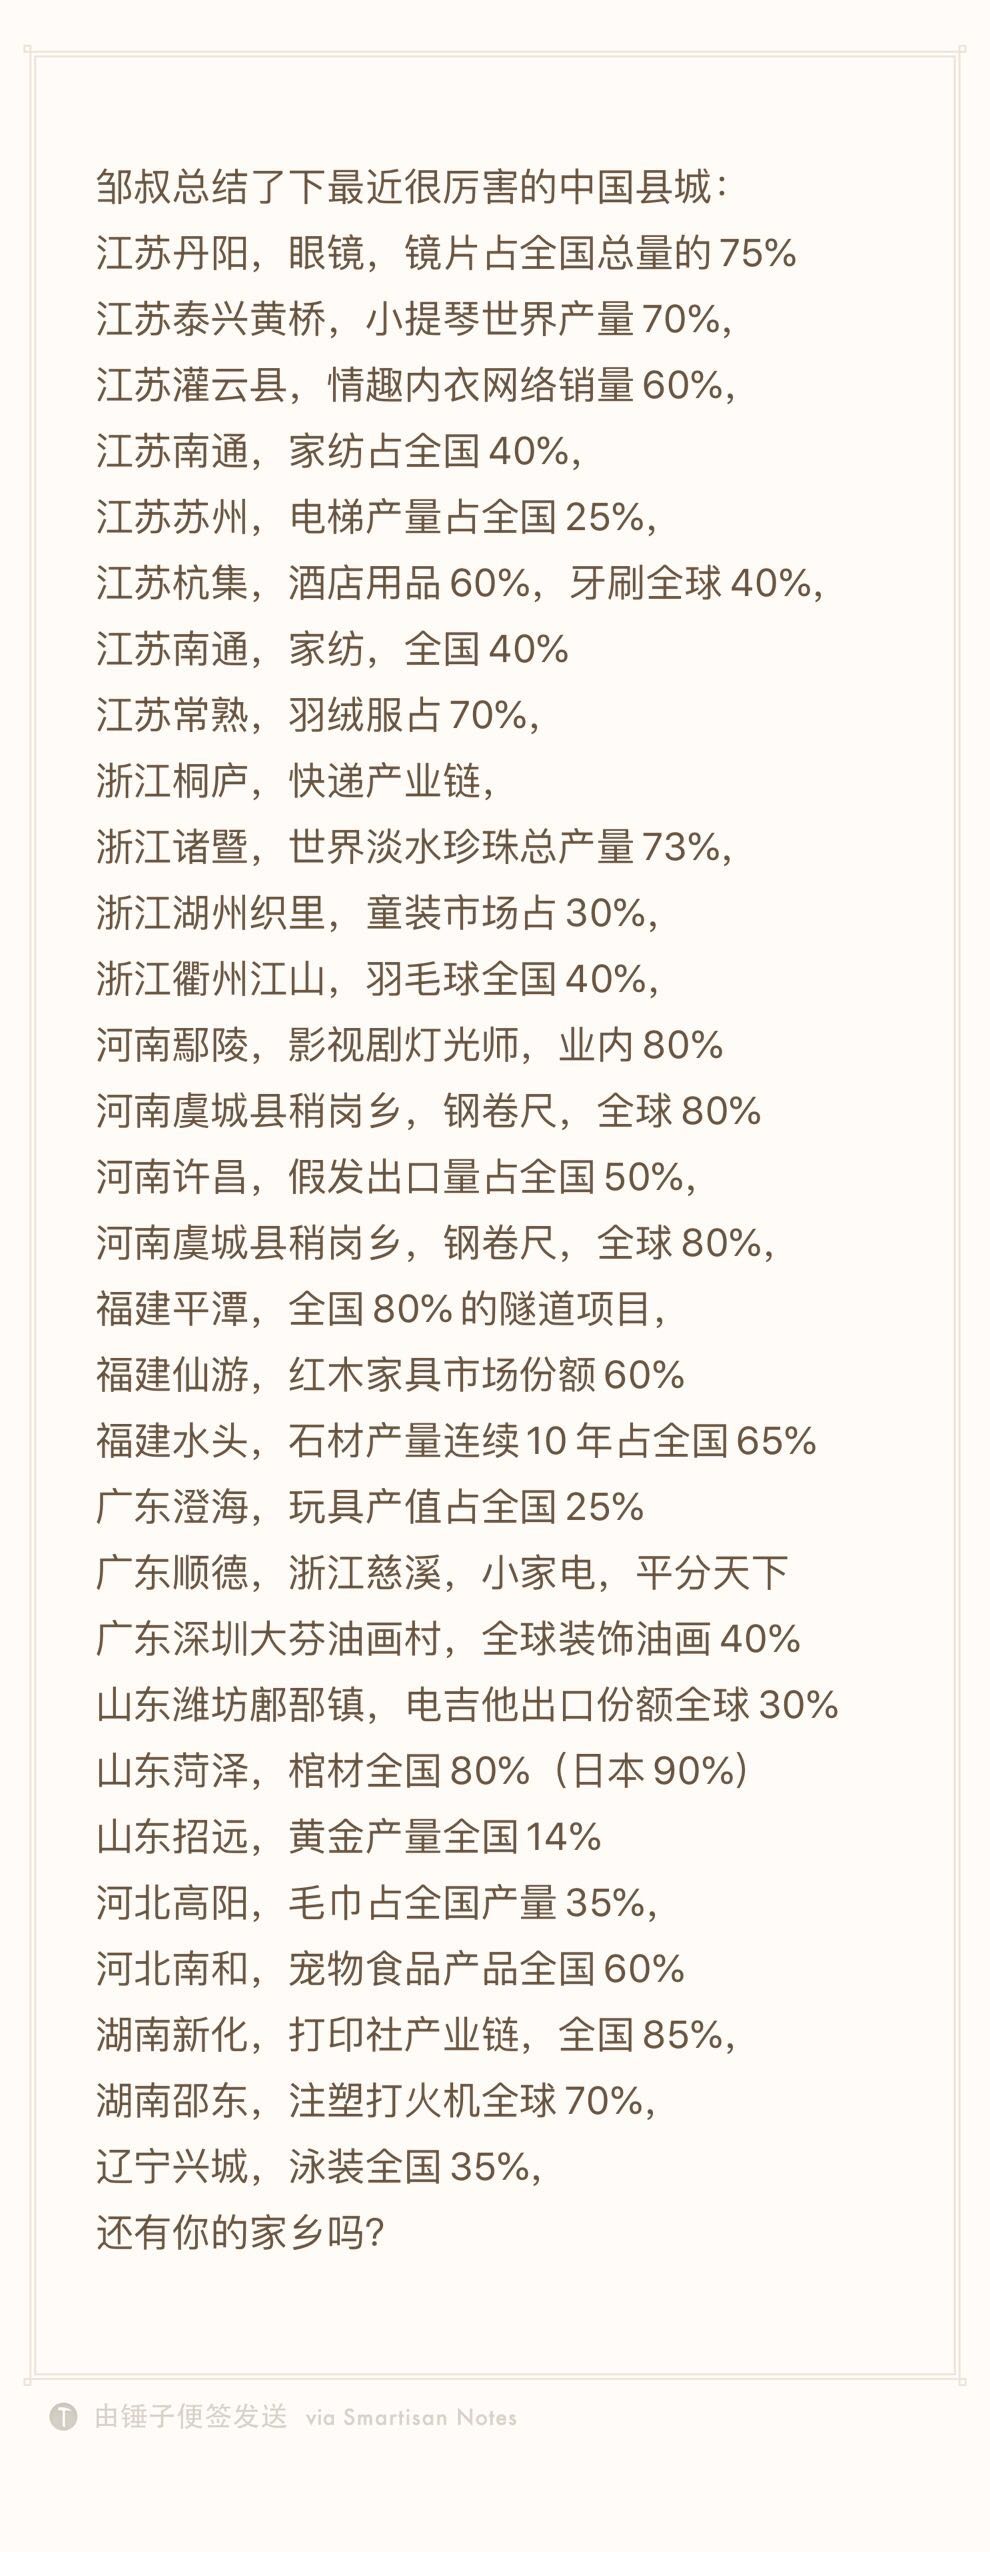 邹叔总结了下最近很厉害的中国县城：
江苏丹阳，眼镜，镜片占全国总量的 75%
江苏泰兴黄桥，小提琴世界产量 70%，
江苏灌云县，情趣内衣网络销量 60%，
江苏南通，家纺占全国 40%，
江苏苏州，电梯产量占全国 25%，
江苏杭集，酒店用品 60%，牙刷全球 40%，
江苏南通，家纺，全国 40%
江苏常熟，羽绒服占 70%，
浙江桐庐，快递产业链，
浙江诸暨，世界淡水珍珠总产量 73%，
浙江湖州织里，童装市场占 30%，
浙江衢州江山，羽毛球全国 40%，
河南鄢陵，影视剧灯光师，业内 80%
河南虞城县稍岗乡，钢卷尺，全球 80%
河南许昌，假发出口量占全国 50%，
河南虞城县稍岗乡，钢卷尺，全球 80%，
福建平潭，全国 80% 的隧道项目，
福建仙游，红木家具市场份额 60%
福建水头，石材产量连续 10 年占全国 65%
广东澄海，玩具产值占全国 25%
广东顺德，浙江慈溪，小家电，平分天下
广东深圳大芬油画村，全球装饰油画 40%
山东潍坊鄌郚镇，电吉他出口份额全球 30%
山东菏泽，棺材全国 80%（日本 90%）
山东招远，黄金产量全国 14%
河北高阳，毛巾占全国产量 35%，
河北南和，宠物食品产品全国 60%
湖南新化，打印社产业链，全国 85%，
湖南邵东，注塑打火机全球 70%，
辽宁兴城，泳装全国 35%，
还有你的家乡吗？
由锤子便签发送 via Smartisan Notes